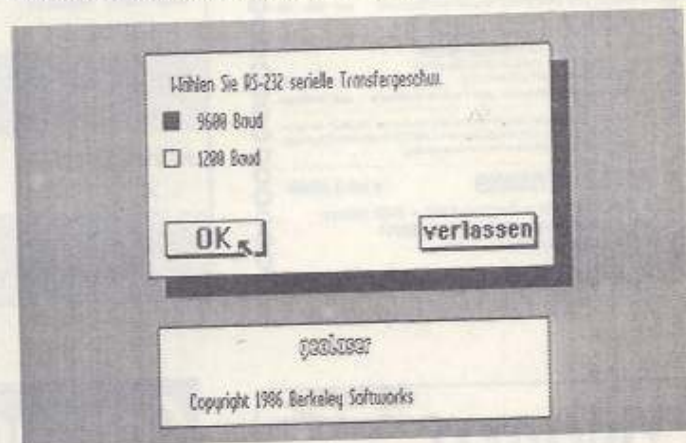 Wählen Sie RS-232 serielle Transfergeschw.
9600 Baud
1200 Baud
OK
verlassen
geoLaser
Copyright 1986 Berkeley Softworks